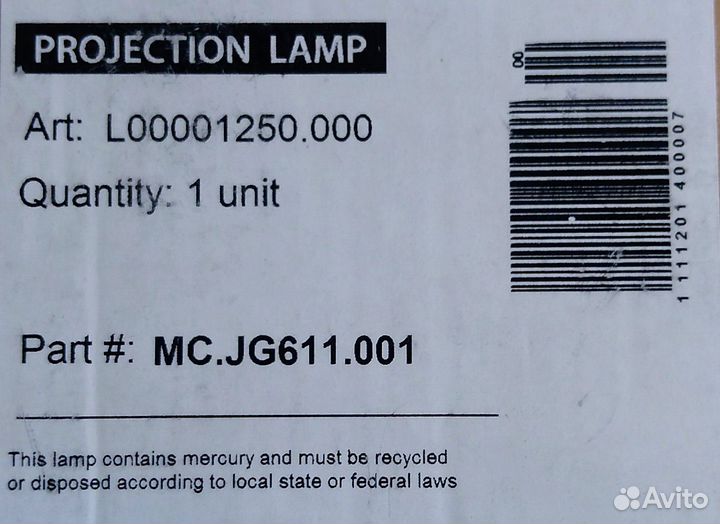 PROJECTION LAMP
Art: L00001250.000
Quantity: 1 unit
Part #: MC.JG611.001
This lamp contains mercury and must be recycled
or disposed according to local state or federal laws
00
1 111201 400007
Avito